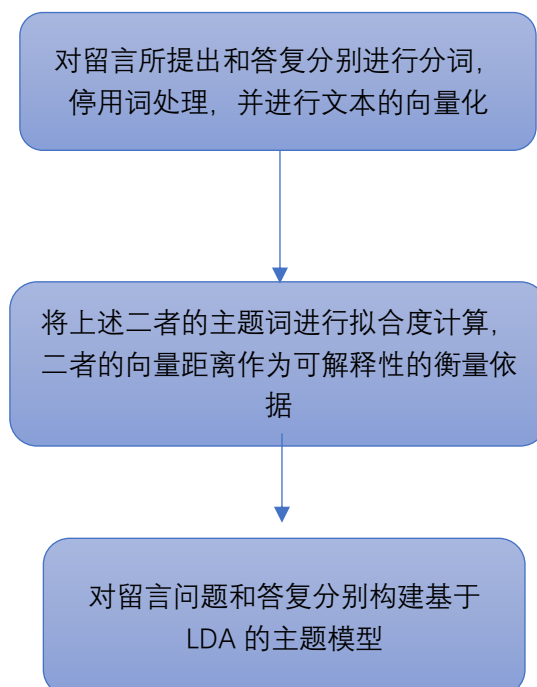 对留言所提出和答复分别进行分词,
停用词处理，并进行文本的向量化
将上述二者的主题词进行拟合度计算,
二者的向量距离作为可解释性的衡量依
据
对留言问题和答复分别构建基于
LDA 的主题模型